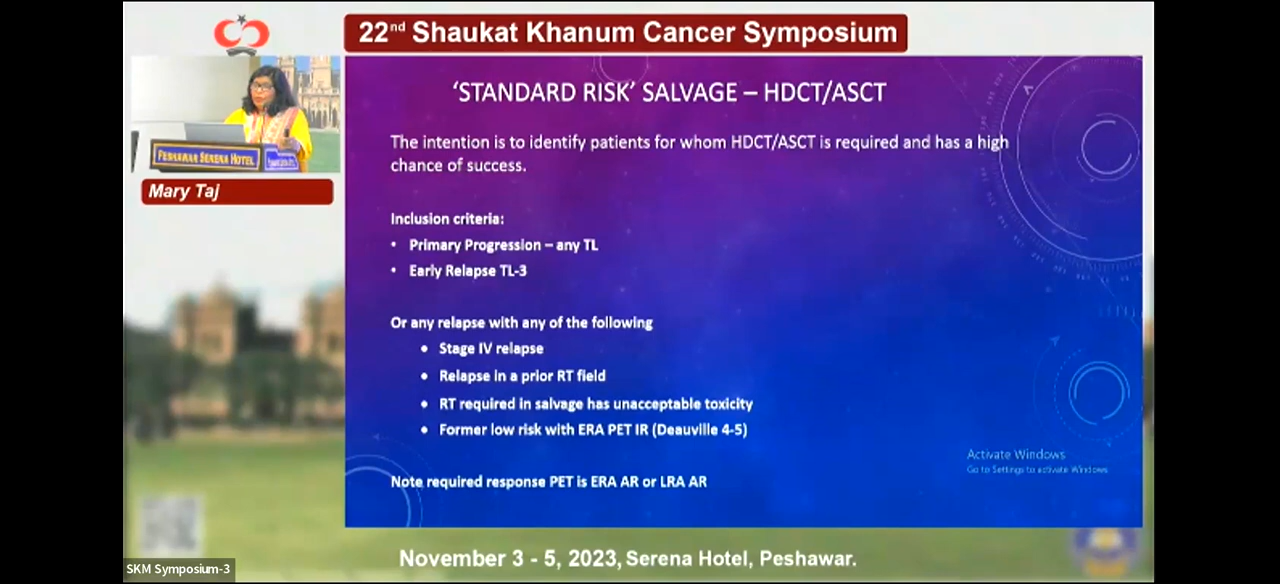 22nd Shaukat Khanum Cancer Symposium
PESHAWAR SERENA HOTEL
Mary Taj
'STANDARD RISK' SALVAGE – HDCT/ASCT
The intention is to identify patients for whom HDCT/ASCT is required and has a high
chance of success.
Inclusion criteria:
• Primary Progression – any TL
• Early Relapse TL-3
Or any relapse with any of the following
• Stage IV relapse
• Relapse in a prior RT field
• RT required in salvage has unacceptable toxicity
• Former low risk with ERA PET IR (Deauville 4-5)
Note required response PET is ERA AR or LRA AR
Activate Windows
Go to Settings to activate Windows
November 3 - 5, 2023, Serena Hotel, Peshawar.
SKM Symposium-3